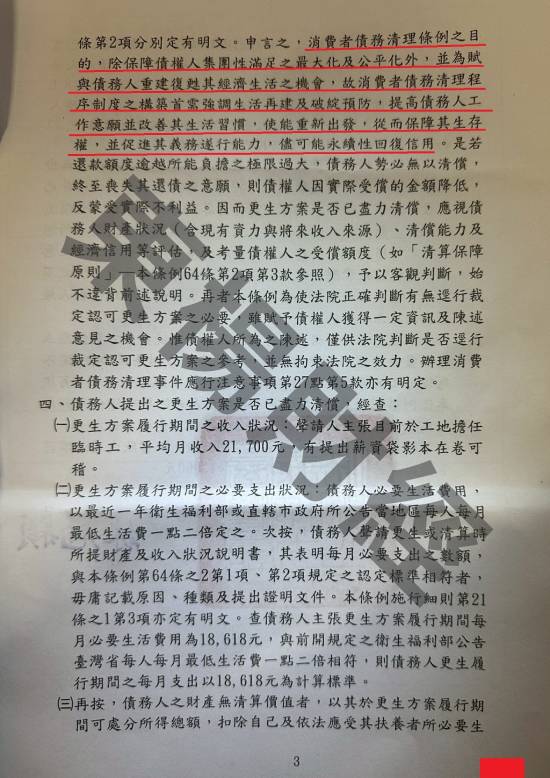 條第2項分別定有明文。申言之，消費者債務清理條例之目
的，除保障債權人集團性滿足之最大化及公平化外，並為賦
與債務人重建復甦其經濟生活之機會，故消費者債務清理程
序制度之構築首需強調生活再建及破綻預防，提高債務人工
作意願並改善其生活習慣，使能重新出發，從而保障其生存
權，並促進其義務遂行能力，儘可能永續性回復信用。是若
還款額度逾越所能負擔之極限過大，債務人勢必無以清償，
終至喪失其還債之意願，則債權人因實際受償的金額降低，
反蒙受實際不利益。因而更生方案是否已盡力清償，應視債
務人財產狀況（含現有資力與將來收入來源）、清償能力及
經濟信用等評估，及考量債權人之受償額度（如「清算保障
原則」—本條例64條第2項第3款參照），予以客觀判斷，始
不違背前述說明。再者本條例為使法院正確判斷有無逕行裁
定認可更生方案之必要，雖賦予債權人獲得一定資訊及陳述
意見之機會。惟債權人所為之陳述，僅供法院判斷是否逕行
裁定認可更生方案之參考，並無拘束法院之效力。辦理消費
者債務清理事件應行注意事項第27點第5款亦有明定。
四、債務人提出之更生方案是否已盡力清償，經查：
㈠更生方案履行期間之收入狀況：聲請人主張目前於工地擔任
臨時工，平均月收入21,700元，有提出薪資袋影本在卷可
稽。
㈡更生方案履行期間之必要支出狀況：債務人必要生活費用，
以最近一年衛生福利部或直轄市政府所公告當地區每人每月
最低生活費一點二倍定之。次按，債務人聲請更生或清算時
所提財產及收入狀況說明書，其表明每月必要支出之數額，
與本條例第64條之2第1項、第2項規定之認定標準相符者，
毋庸記載原因、種類及提出證明文件。本條例施行細則第21
條之1第3項亦定有明文。查債務人主張更生方案履行期間每
月必要生活費用為18,618元，與前開規定之衛生福利部公告
臺灣省每人每月最低生活費一點二倍相符，則債務人更生履
行期間之每月支出以18,618元為計算標準。
㈢再按，債務人之財產無清算價值者，以其於更生方案履行期
間可處分所得總額，扣除自己及依法應受其扶養者所必要生
3